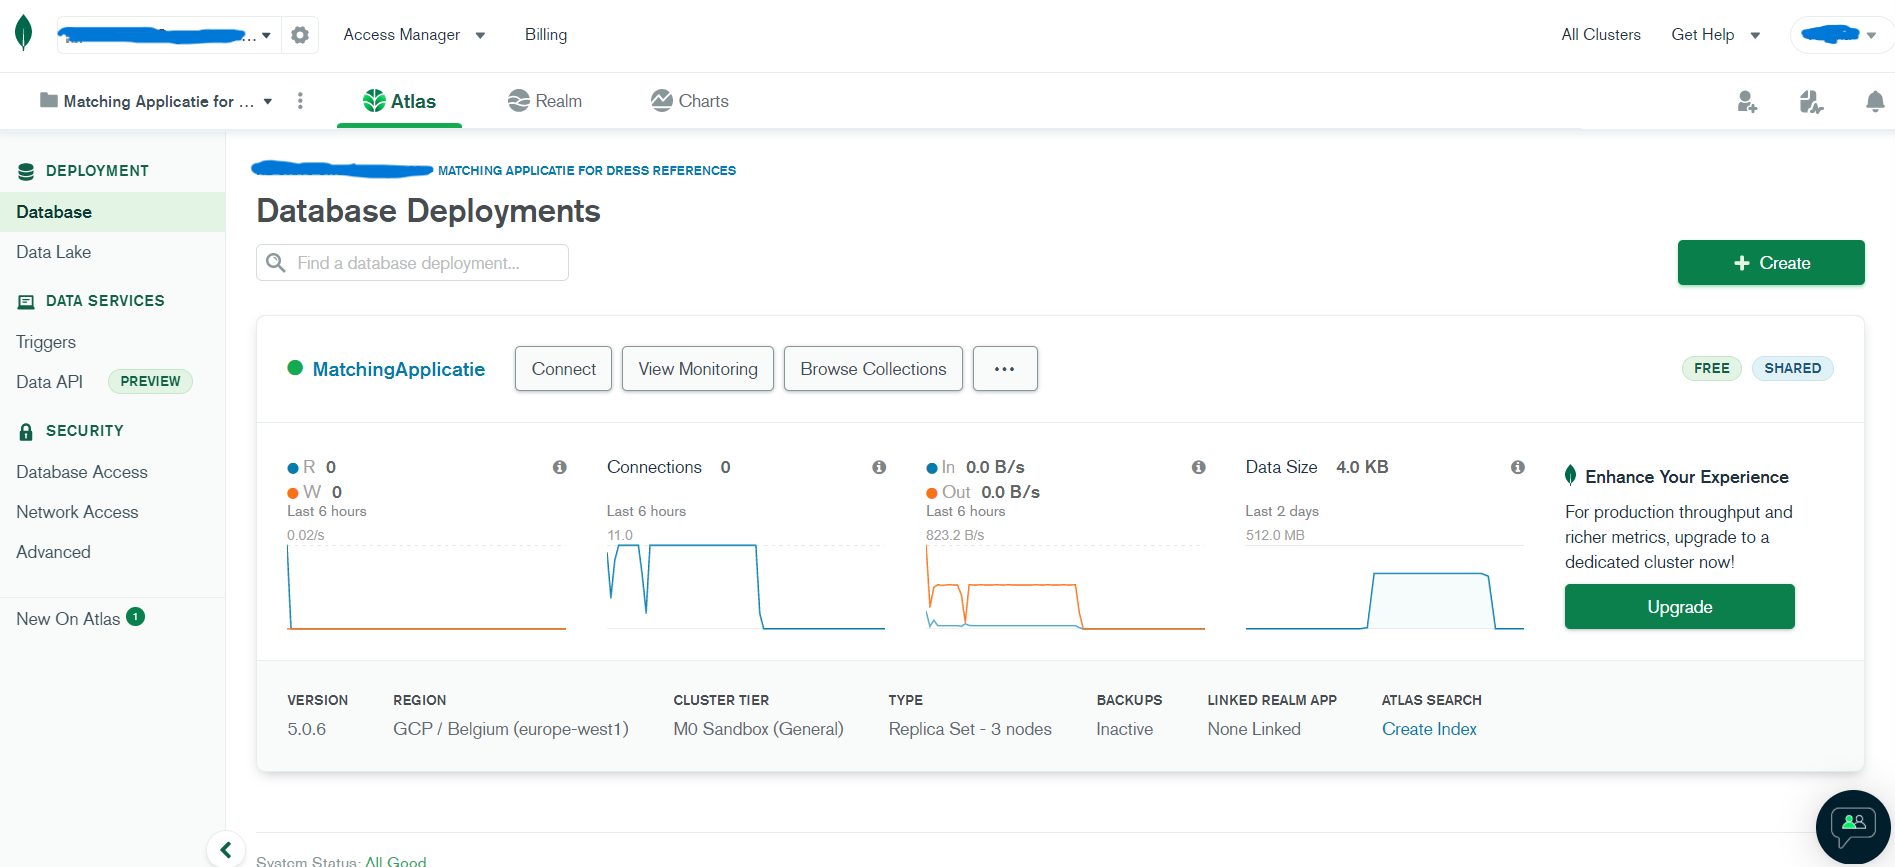 ...
Access Manager
Billing
All Clusters
Get Help
Matching Applicatie for ...
Atlas
Realm
Charts
DEPLOYMENT
Database
Data Lake
DATA SERVICES
Triggers
Data API PREVIEW
SECURITY
Database Access
Network Access
Advanced
New On Atlas 1
MATCHING APPLICATIE FOR DRESS REFERENCES
Database Deployments
Find a database deployment...
+ Create
MatchingApplicatie
Connect
View Monitoring
Browse Collections
...
FREE
SHARED
R 0
W 0
Last 6 hours
0.02/s
Connections 0
Last 6 hours
11.0
In 0.0 B/s
Out 0.0 B/s
Last 6 hours
823.2 B/s
Data Size 4.0 KB
Last 2 days
512.0 MB
Enhance Your Experience
For production throughput and
richer metrics, upgrade to a
dedicated cluster now!
Upgrade
VERSION
5.0.6
REGION
GCP / Belgium (europe-west1)
CLUSTER TIER
M0 Sandbox (General)
TYPE
Replica Set - 3 nodes
BACKUPS
Inactive
LINKED REALM APP
None Linked
ATLAS SEARCH
Create Index
System Status: All Good